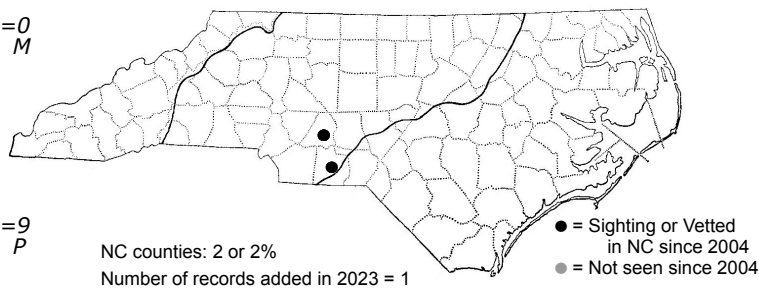 =0
M
=9
P
NC counties: 2 or 2%
Number of records added in 2023 = 1
● = Sighting or Vetted
in NC since 2004
● = Not seen since 2004